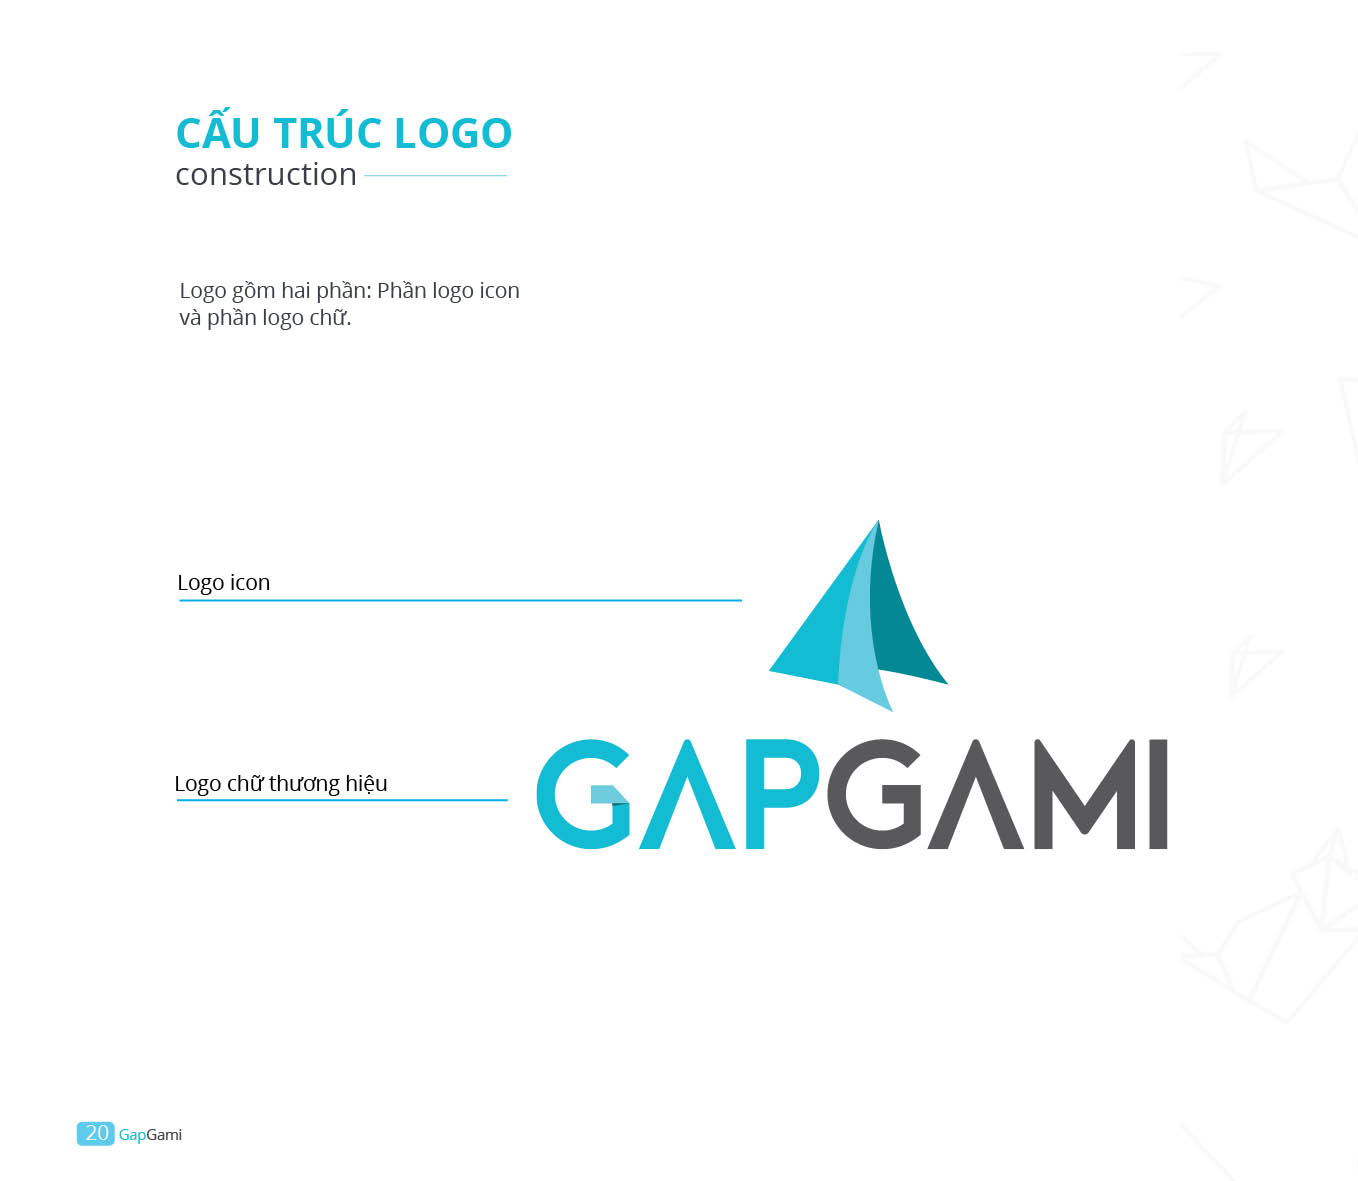 CẤU TRÚC LOGO
construction
Logo gồm hai phần: Phần logo icon
và phần logo chữ.
Logo icon
Logo chữ thương hiệu
GAPGAMI
20 GapGami